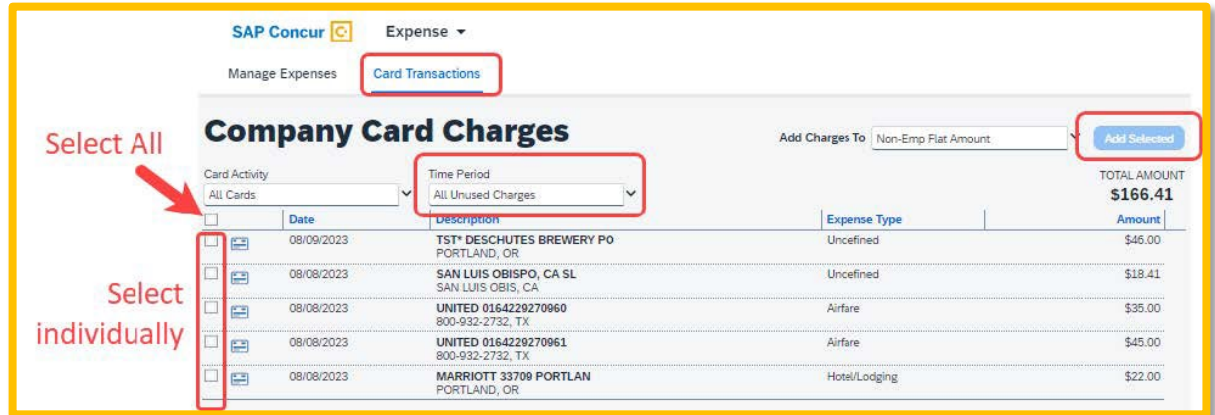 SAP Concur C Expense
Manage Expenses Card Transactions
Select All
Company Card Charges
Add Charges To Non-Emp Flat Amount Add Selected
Card Activity Time Period TOTAL AMOUNT
All Cards All Unused Charges $166.41
Date Description Expense Type Amount
08/09/2023 TST* DESCHUTES BREWERY PO Uncefined $46.00
PORTLAND, OR
08/08/2023 SAN LUIS OBISPO, CA SL Uncefined $18.41
SAN LUIS OBIS, CA
Select
individually
08/08/2023 UNITED 0164229270960 Airfare $35.00
800-932-2732, TX
08/08/2023 UNITED 0164229270961 Airfare $45.00
800-932-2732, TX
08/08/2023 MARRIOTT 33709 PORTLAN Hotel/Lodging $22.00
PORTLAND, OR